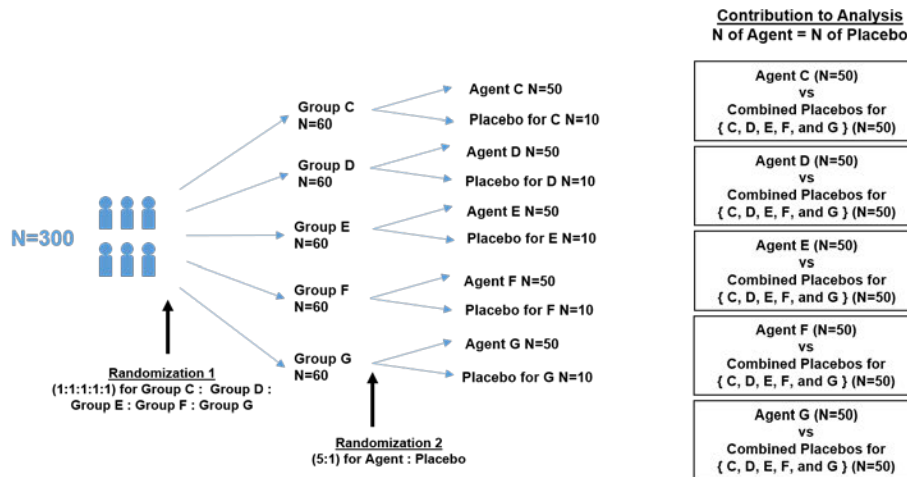 N=300
Randomization 1
(1:1:1:1:1) for Group C : Group D :
Group E : Group F : Group G
Group C
N=60
Group D
N=60
Group E
N=60
Group F
N=60
Group G
N=60
Agent C N=50
Placebo for C N=10
Agent D N=50
Placebo for D N=10
Agent E N=50
Placebo for E N=10
Agent F N=50
Placebo for F N=10
Agent G N=50
Placebo for G N=10
Randomization 2
(5:1) for Agent : Placebo
Contribution to Analysis
N of Agent = N of Placebo
Agent C (N=50)
vs
Combined Placebos for
{ C, D, E, F, and G } (N=50)
Agent D (N=50)
vs
Combined Placebos for
{ C, D, E, F, and G } (N=50)
Agent E (N=50)
vs
Combined Placebos for
{ C, D, E, F, and G } (N=50)
Agent F (N=50)
vs
Combined Placebos for
{ C, D, E, F, and G } (N=50)
Agent G (N=50)
vs
Combined Placebos for
{ C, D, E, F, and G } (N=50)